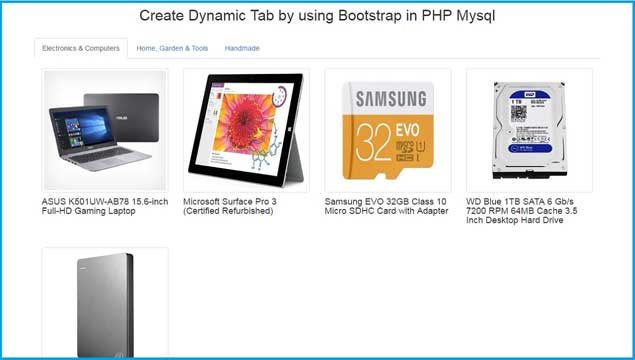 Create Dynamic Tab by using Bootstrap in PHP Mysql
Electronics & Computers
Home, Garden & Tools
Handmade
ASUS
SAMSUNG
32 EVO
WD
1 TB
ASUS K501UW-AB78 15.6-inch
Full-HD Gaming Laptop
Microsoft Surface Pro 3
(Certified Refurbished)
Samsung EVO 32GB Class 10
Micro SDHC Card with Adapter
WD Blue 1TB SATA 6 Gb/s
7200 RPM 64MB Cache 3.5
Inch Desktop Hard Drive